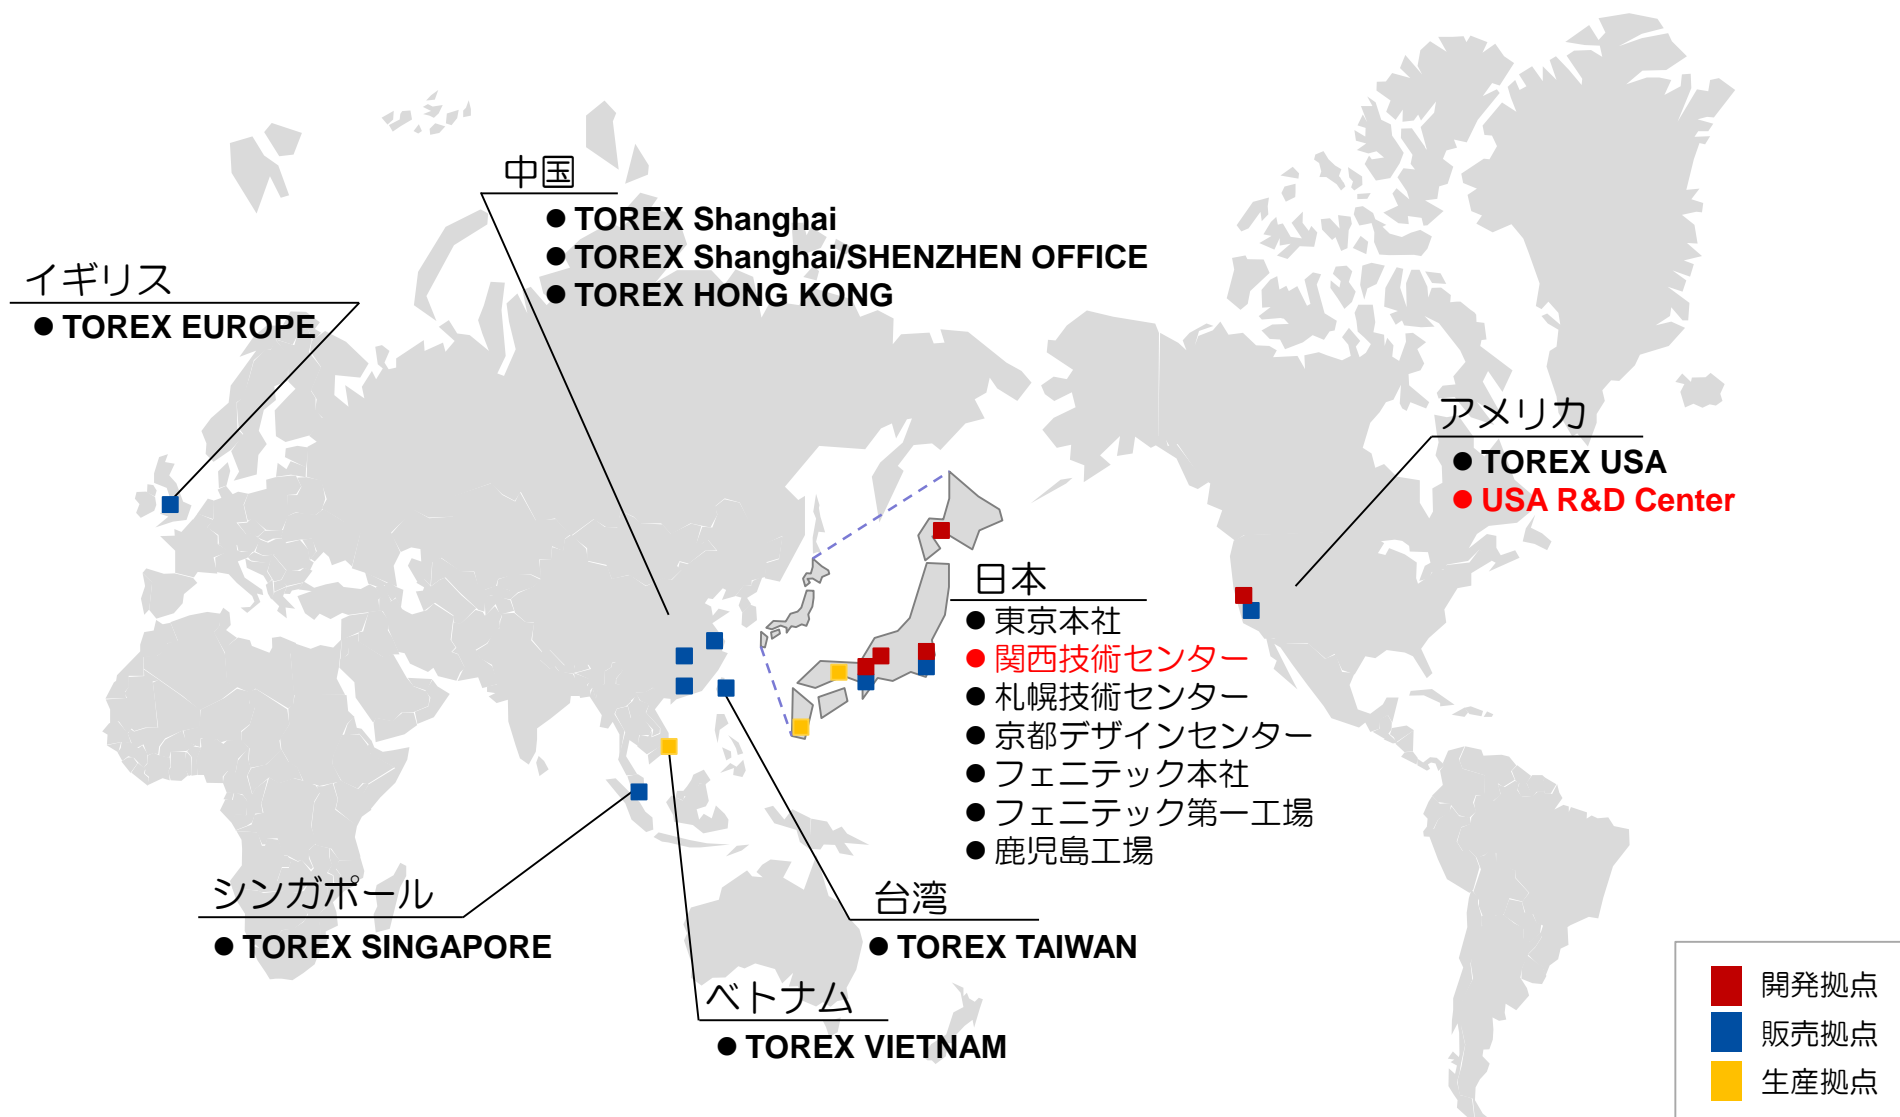 中国
● TOREX Shanghai
● TOREX Shanghai/SHENZHEN OFFICE
● TOREX HONG KONG
イギリス
● TOREX EUROPE
アメリカ
● TOREX USA
● USA R&D Center
日本
● 東京本社
● 関西技術センター
● 札幌技術センター
● 京都デザインセンター
● フェニテック本社
● フェニテック第一工場
● 鹿児島工場
シンガポール
● TOREX SINGAPORE
台湾
● TOREX TAIWAN
ベトナム
● TOREX VIETNAM
開発拠点
販売拠点
生産拠点